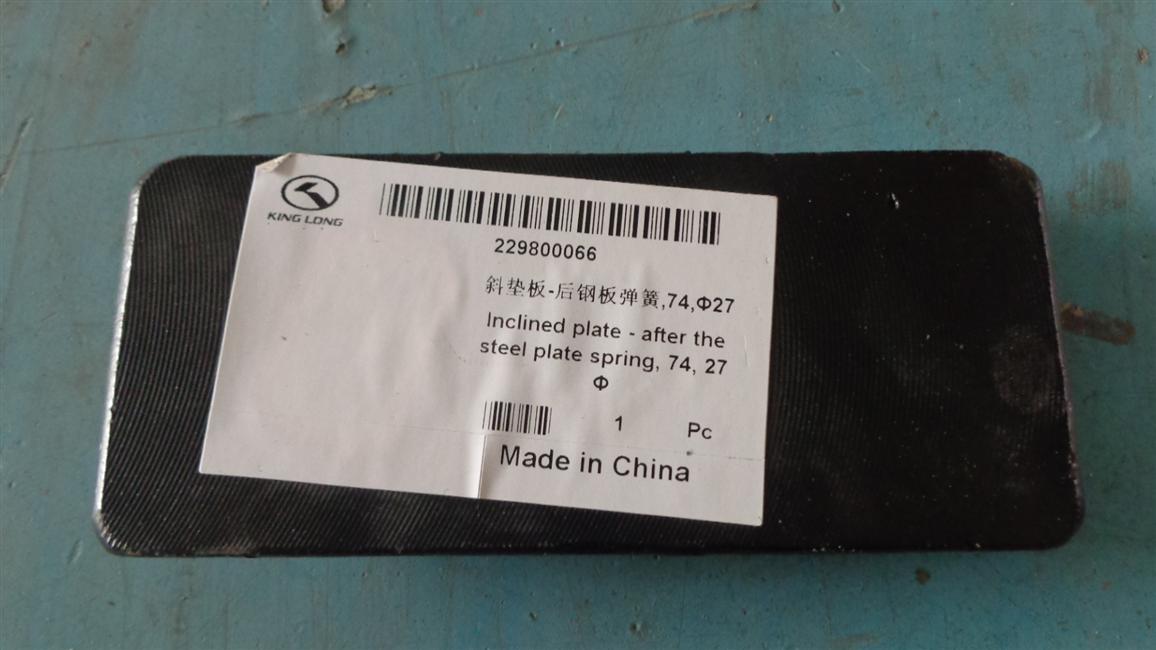 KING LONG
229800066
斜垫板-后钢板弹簧,74,Φ27
Inclined plate - after the
steel plate spring, 74, 27
Φ
1 Pc
Made in China